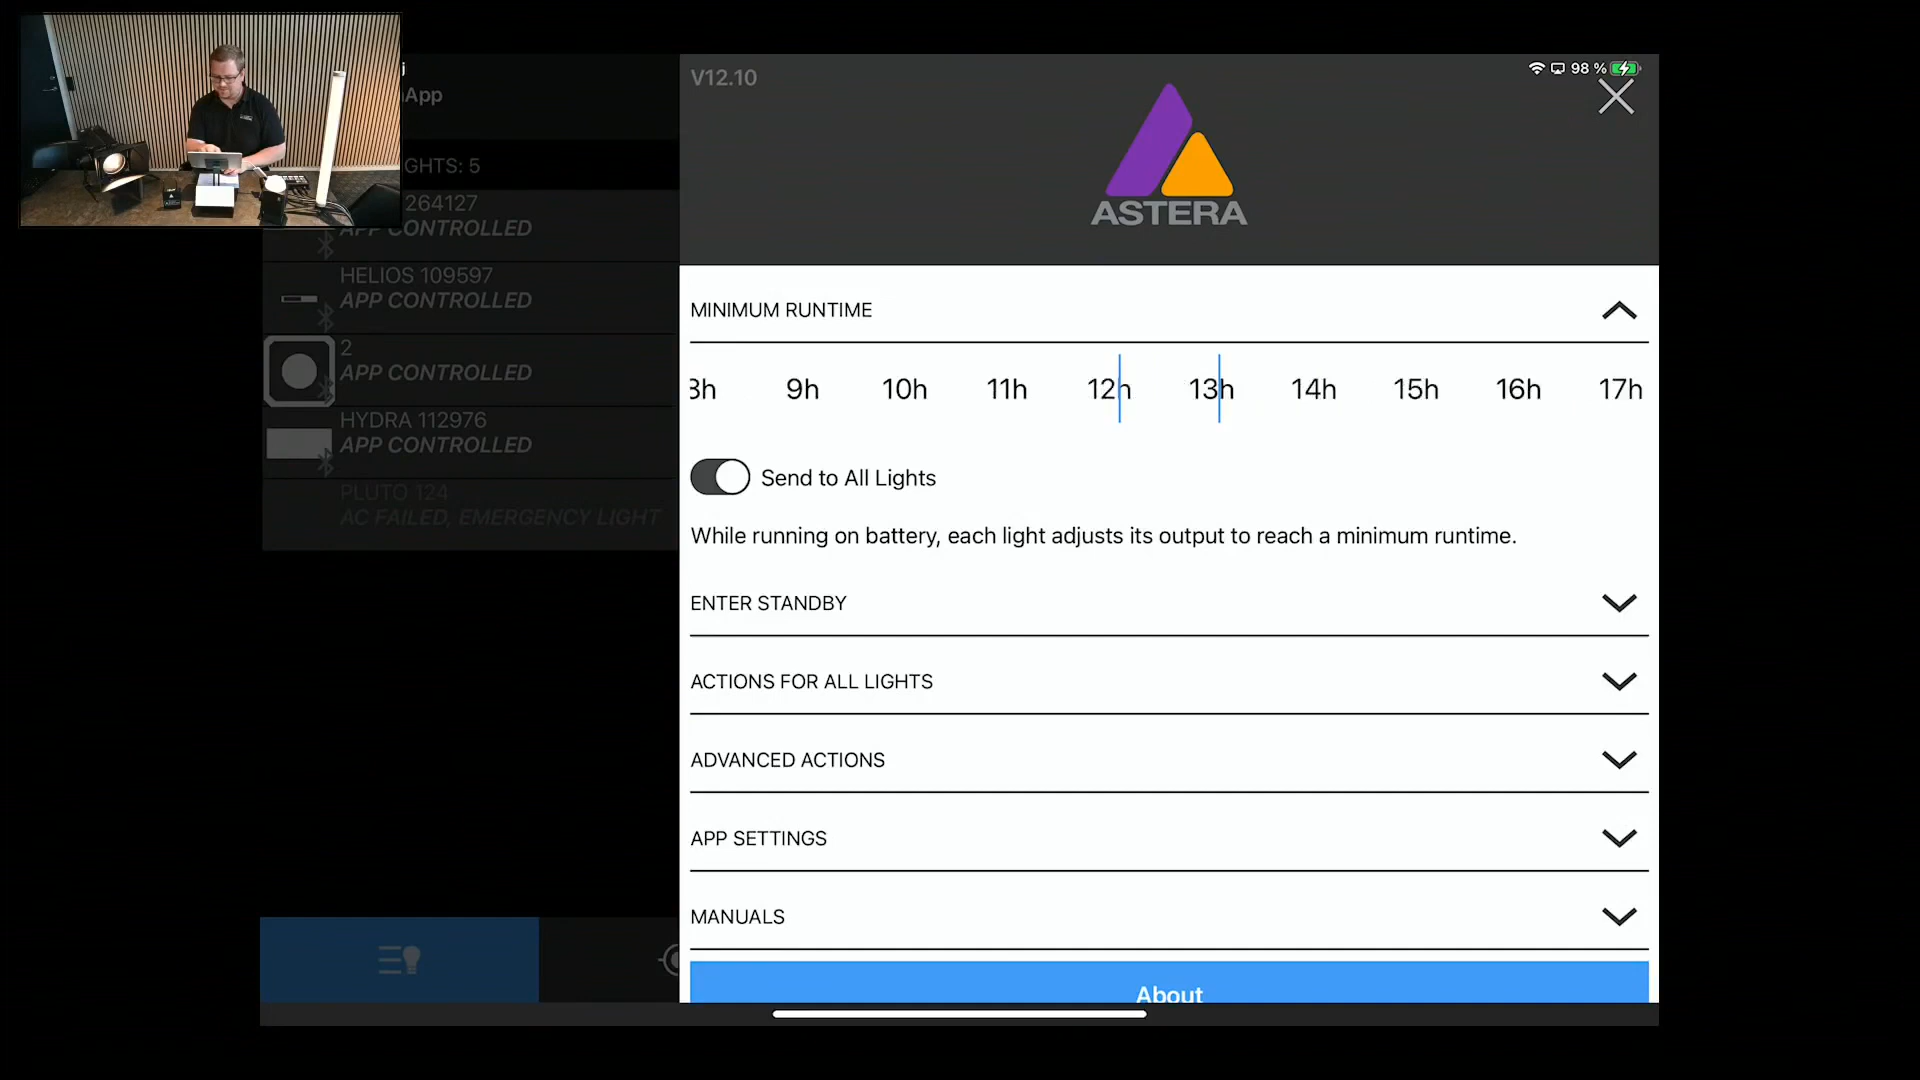 V12.10
98 %
App
GHTS: 5
264127
APP CONTROLLED
HELIOS 109597
APP CONTROLLED
2
APP CONTROLLED
HYDRA 112976
APP CONTROLLED
PLUTO 124
AC FAILED, EMERGENCY LIGHT
ASTERA
MINIMUM RUNTIME
8h 9h 10h 11h 12h 13h 14h 15h 16h 17h
Send to All Lights
While running on battery, each light adjusts its output to reach a minimum runtime.
ENTER STANDBY
ACTIONS FOR ALL LIGHTS
ADVANCED ACTIONS
APP SETTINGS
MANUALS
About